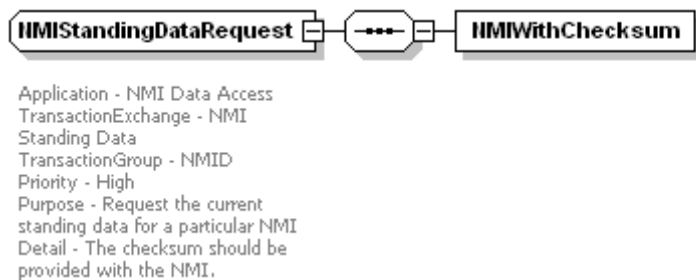 NMIStandingDataRequest
NMIWithChecksum
Application - NMI Data Access
TransactionExchange - NMI
Standing Data
TransactionGroup - NMID
Priority - High
Purpose - Request the current
standing data for a particular NMI
Detail - The checksum should be
provided with the NMI.